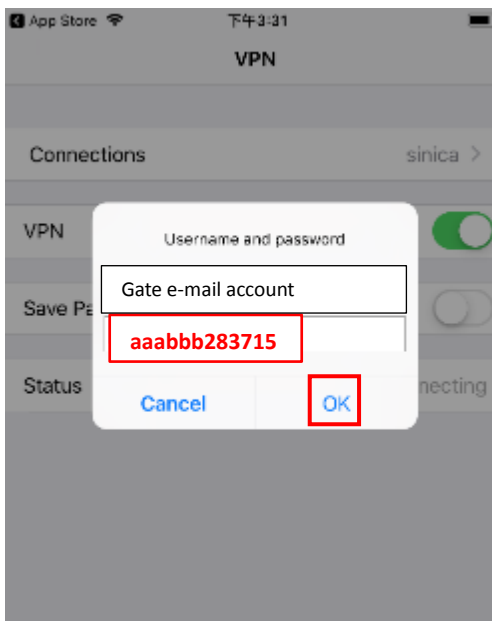 App Store
下午3:31
VPN
Connections
sinica >
VPN
Username and password
Gate e-mail account
Save Pa
aaabbb283715
Status
necting
Cancel
OK